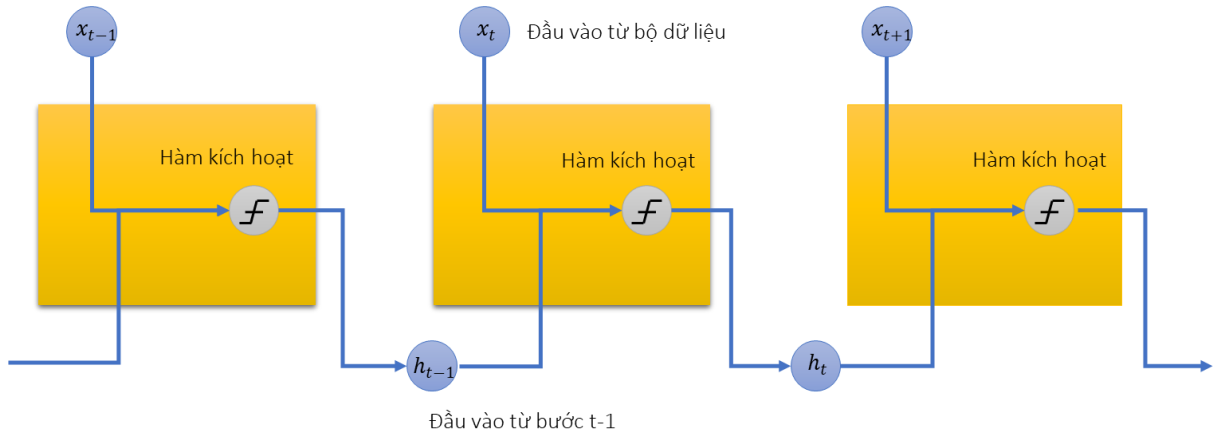 x_{t-1}
x_t
Đầu vào từ bộ dữ liệu
x_{t+1}
Hàm kích hoạt
Hàm kích hoạt
Hàm kích hoạt
h_{t-1}
h_t
Đầu vào từ bước t-1